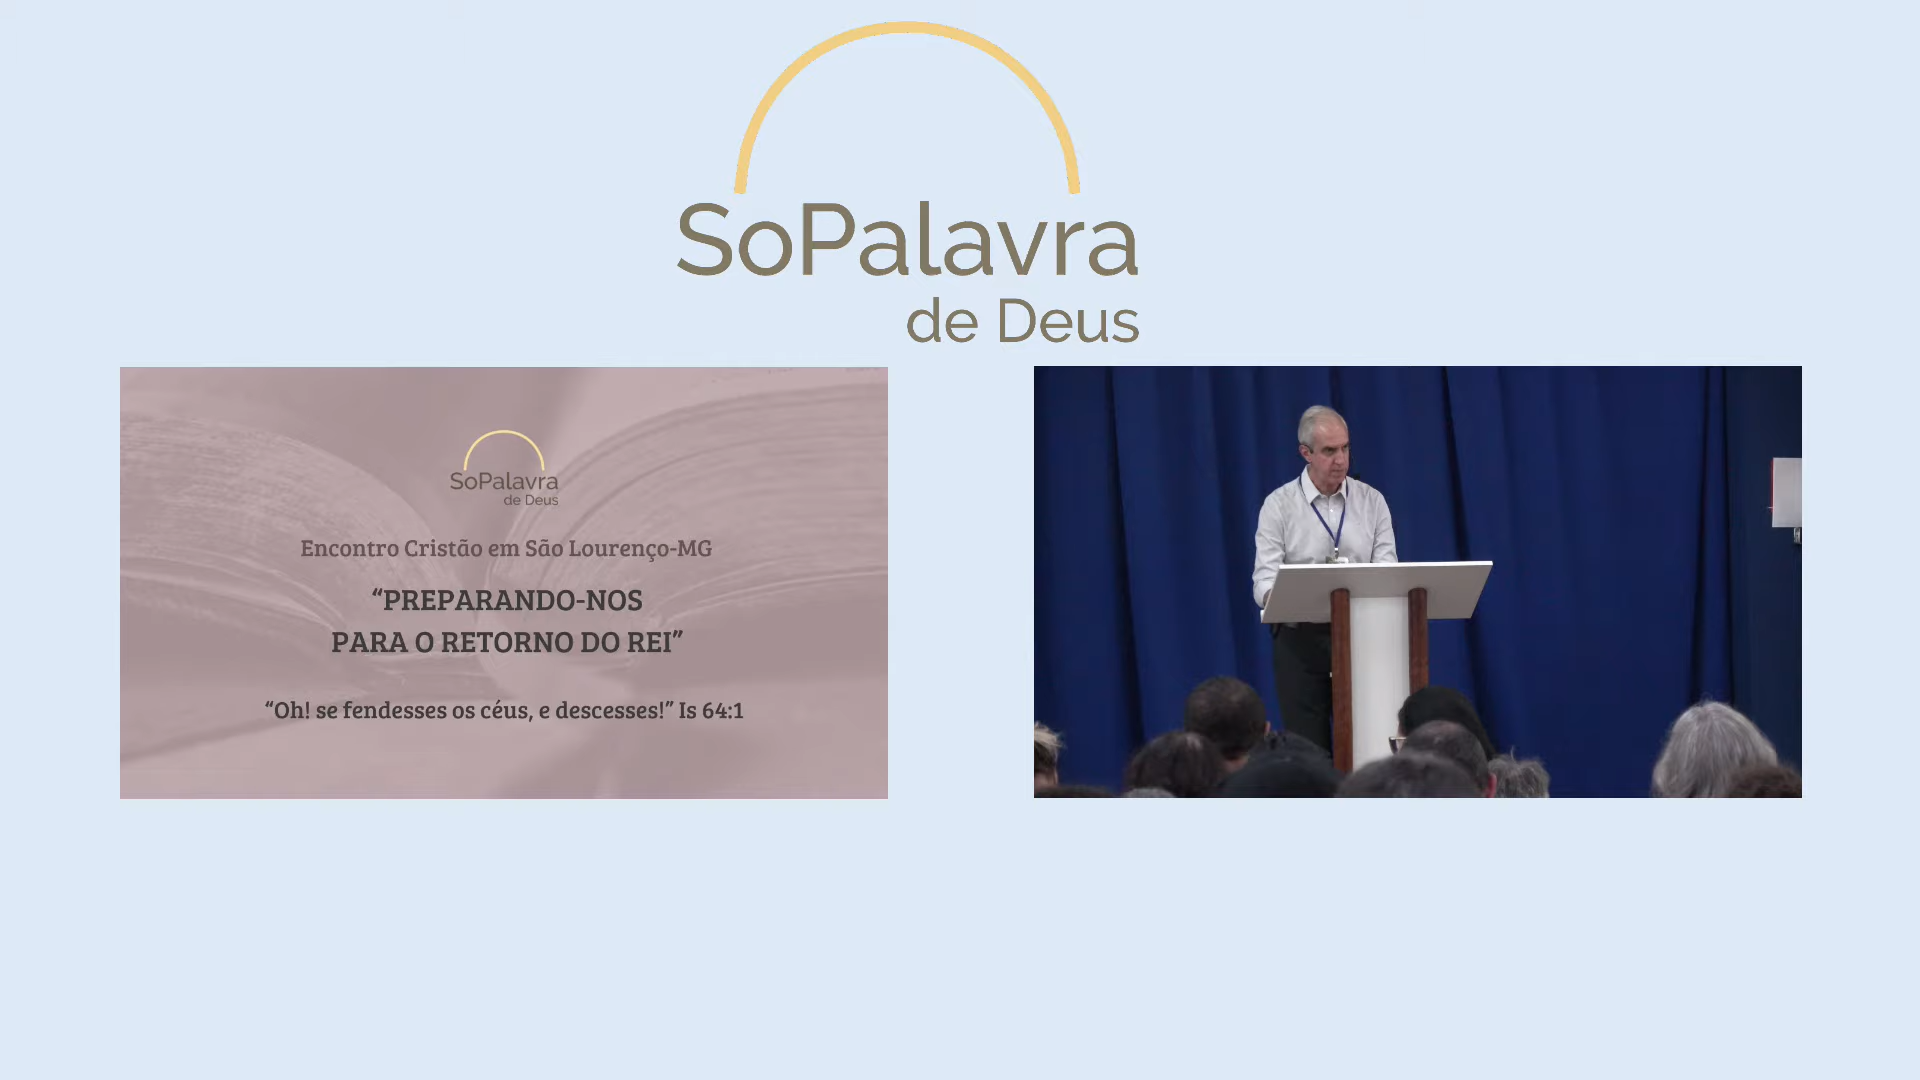 SoPalavra
de Deus
SoPalavra
de Deus
Encontro Cristão em São Lourenço-MG
“PREPARANDO-NOS
PARA O RETORNO DO REI”
“Oh! se fendesses os céus, e descesses!” Is 64:1